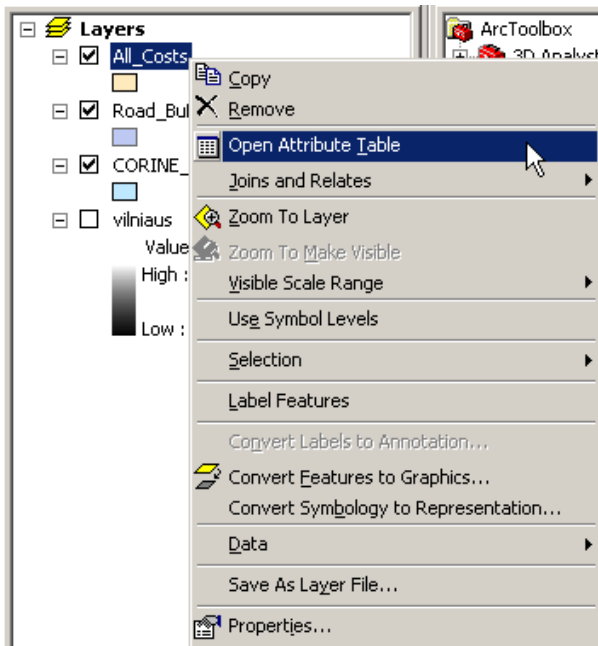 Layers
All_Costs
Road_Bu
CORINE_
vilniaus
Value
High :
Low :
ArcToolbox
3D Analyst
Copy
Remove
Open Attribute Table
Joins and Relates
Zoom To Layer
Zoom To Make Visible
Visible Scale Range
Use Symbol Levels
Selection
Label Features
Convert Labels to Annotation...
Convert Features to Graphics...
Convert Symbology to Representation...
Data
Save As Layer File...
Properties...